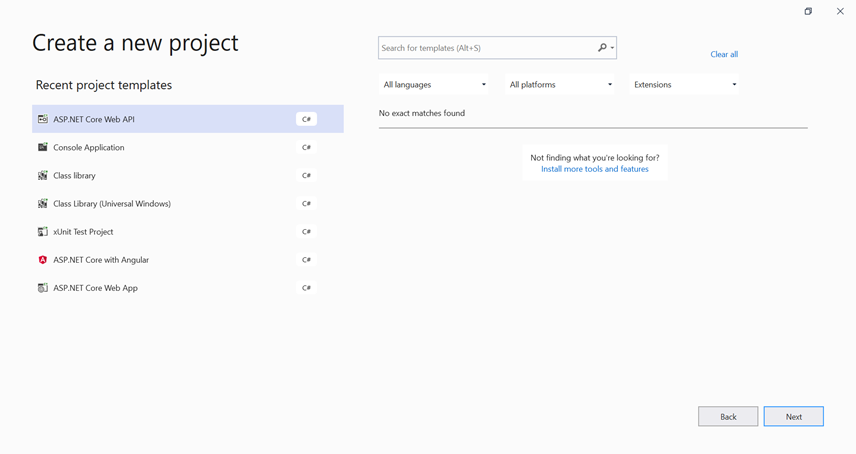 Create a new project
Recent project templates
ASP.NET Core Web API C#
Console Application C#
Class library C#
Class Library (Universal Windows) C#
xUnit Test Project C#
ASP.NET Core with Angular C#
ASP.NET Core Web App C#
Search for templates (Alt+S)
Clear all
All languages All platforms Extensions
No exact matches found
Not finding what you're looking for?
Install more tools and features
Back Next